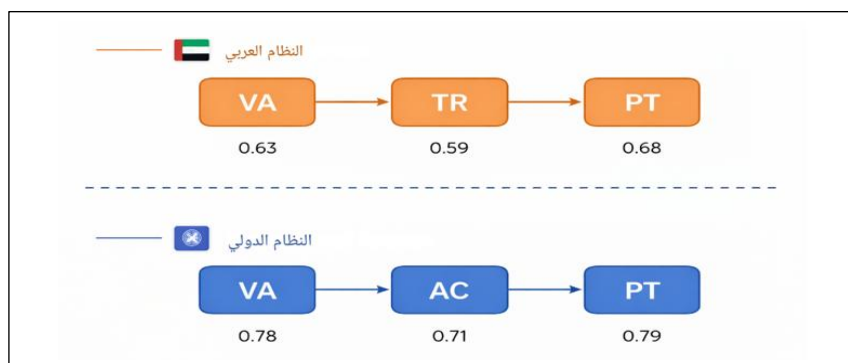 النظام العربي
VA TR PT
0.63 0.59 0.68
النظام الدولي
VA AC PT
0.78 0.71 0.79